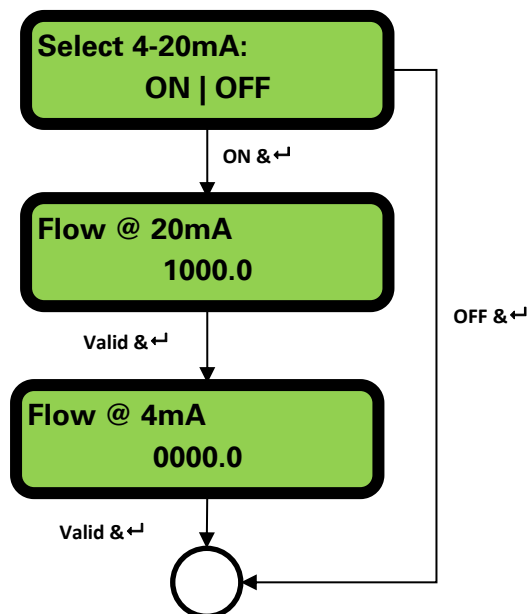 Select 4-20mA:
ON | OFF
ON &↵
Flow @ 20mA
1000.0
OFF &↵
Valid &↵
Flow @ 4mA
0000.0
Valid &↵